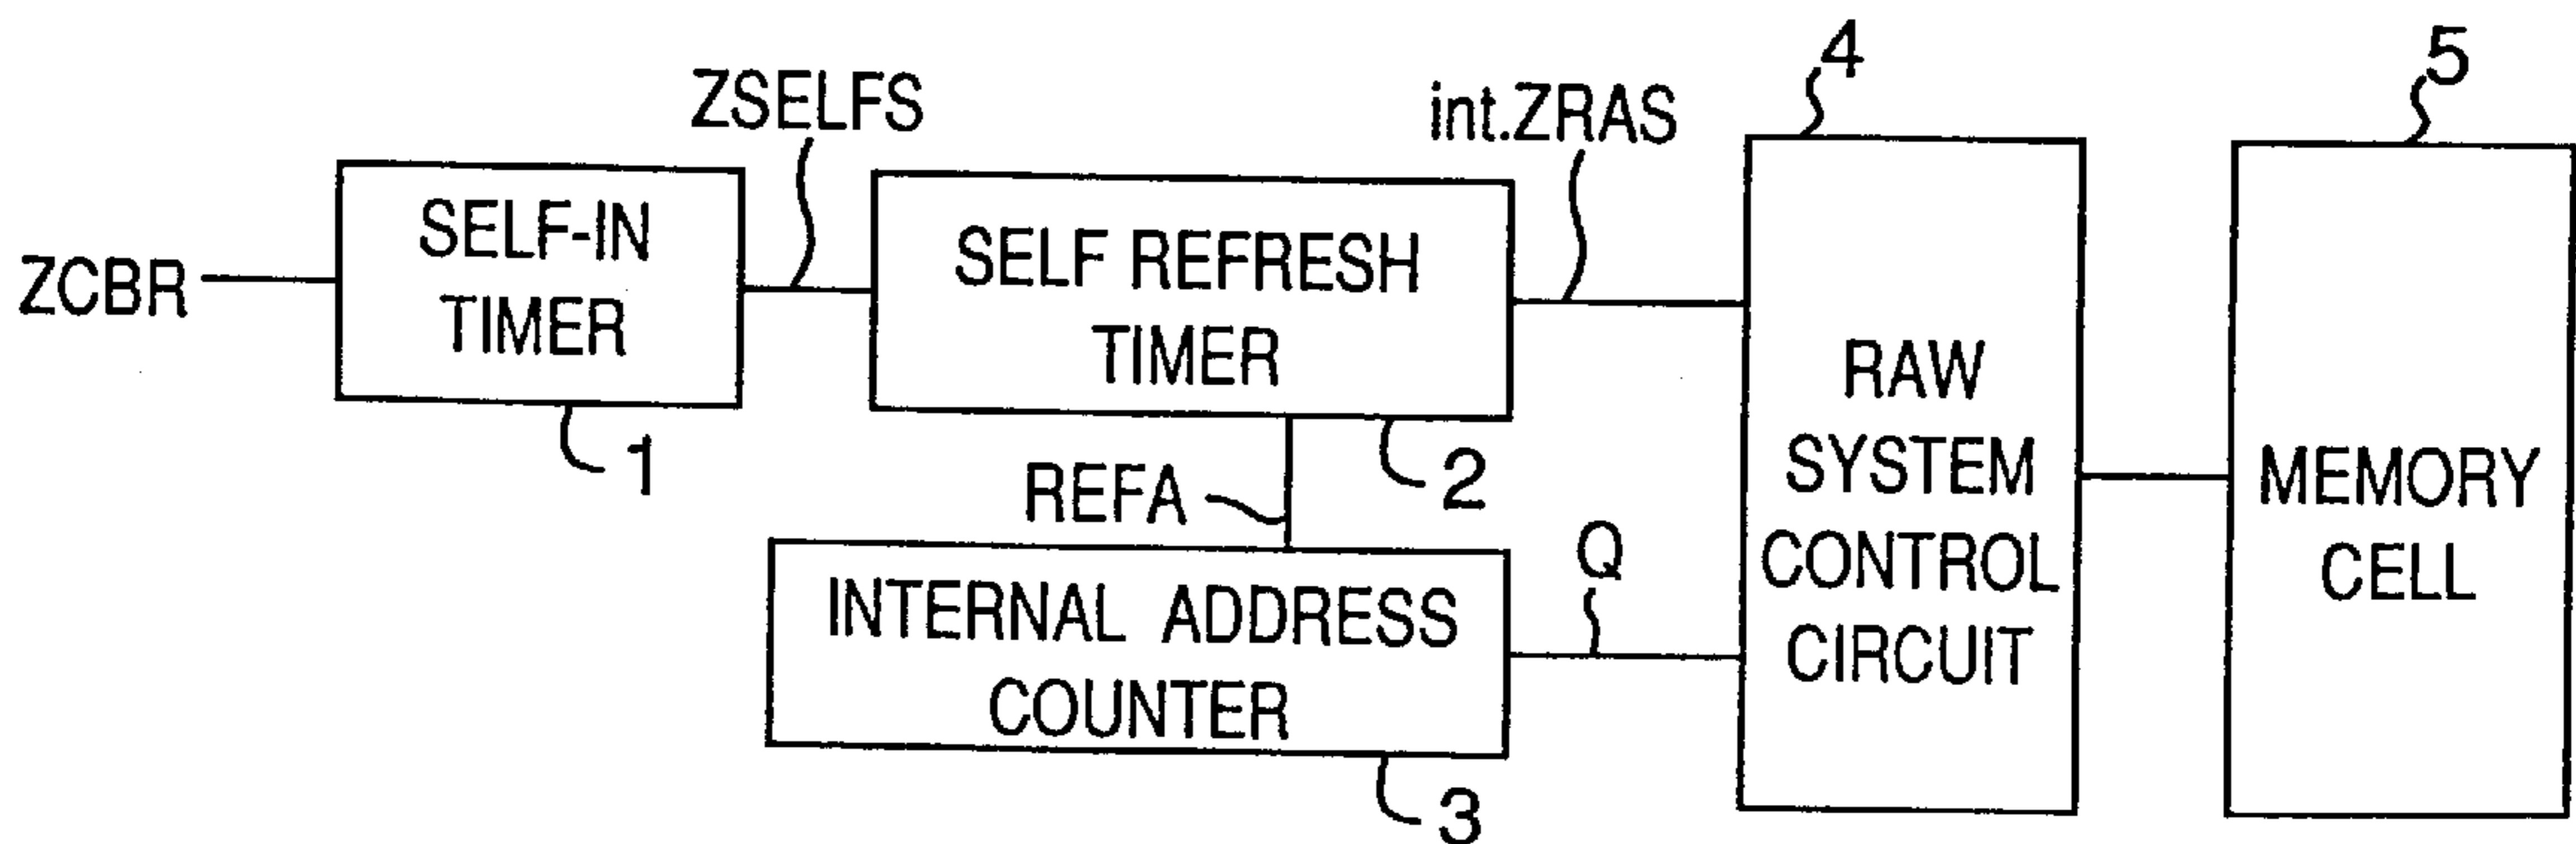 ZCBR
SELF-IN
TIMER
1
ZSELFS
SELF REFRESH
TIMER
2
REFA
INTERNAL ADDRESS
COUNTER
3
int.ZRAS
Q
4
RAW
SYSTEM
CONTROL
CIRCUIT
5
MEMORY
CELL